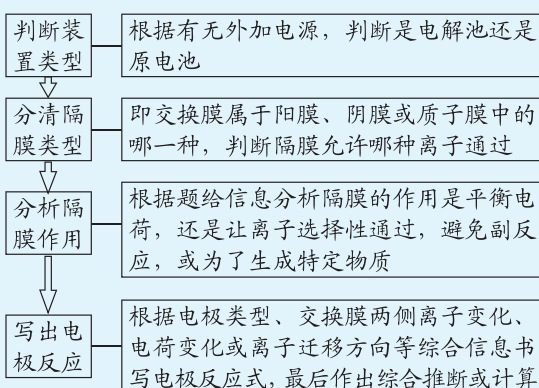 判断装
置类型
根据有无外加电源，判断是电解池还是
原电池
分清隔
膜类型
即交换膜属于阳膜、阴膜或质子膜中的
哪一种，判断隔膜允许哪种离子通过
分析隔
膜作用
根据题给信息分析隔膜的作用是平衡电
荷，还是让离子选择性通过，避免副反
应，或为了生成特定物质
写出电
极反应
根据电极类型、交换膜两侧离子变化、
电荷变化或离子迁移方向等综合信息书
写电极反应式，最后作出综合推断或计算